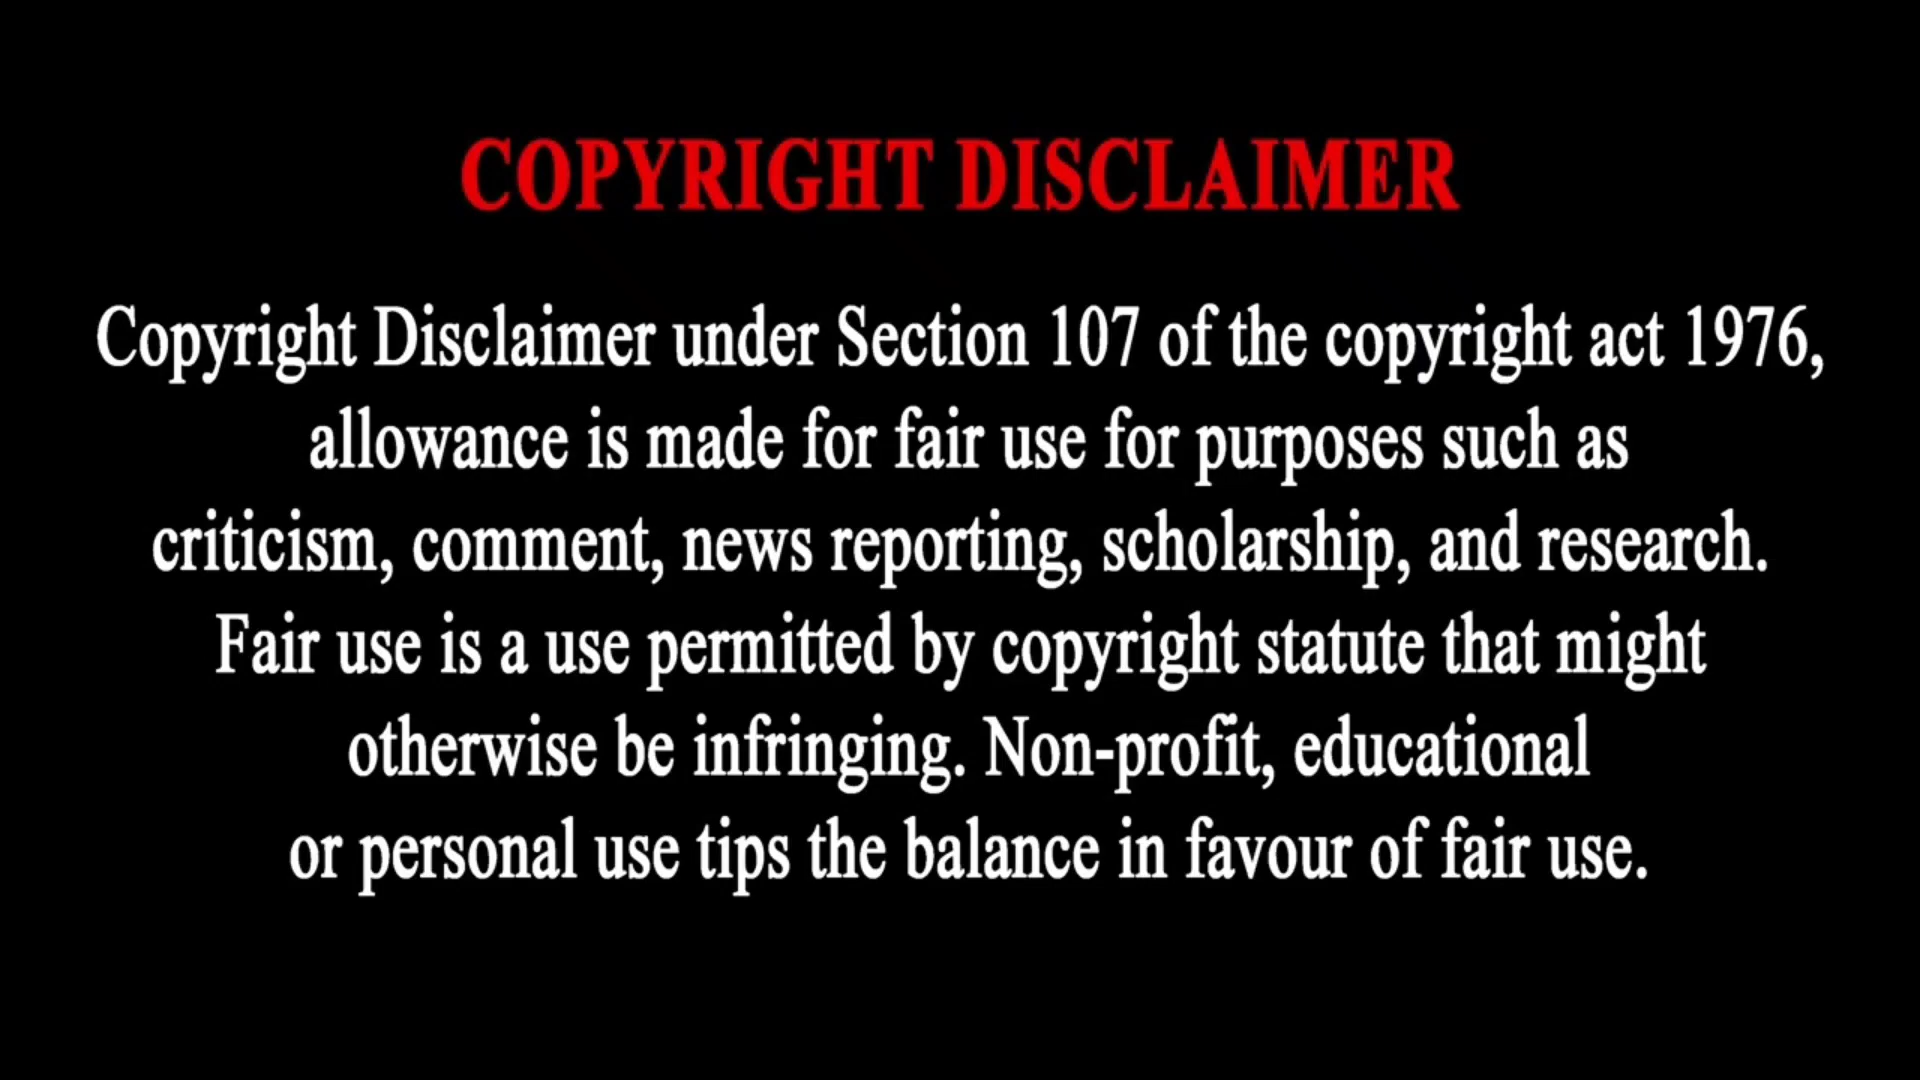 COPYRIGHT DISCLAIMER
Copyright Disclaimer under Section 107 of the copyright act 1976,
allowance is made for fair use for purposes such as
criticism, comment, news reporting, scholarship, and research.
Fair use is a use permitted by copyright statute that might
otherwise be infringing. Non-profit, educational
or personal use tips the balance in favour of fair use.